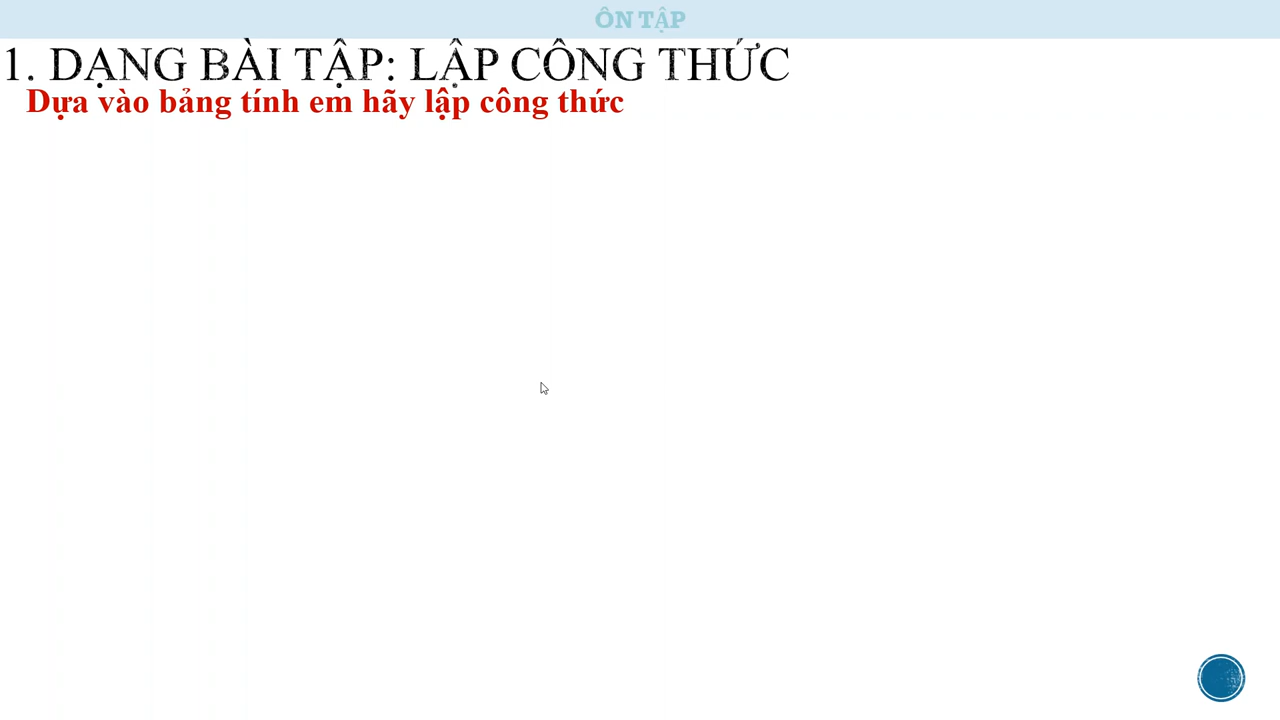 ÔN TẬP
1. DẠNG BÀI TẬP: LẬP CÔNG THỨC
Dựa vào bảng tính em hãy lập công thức